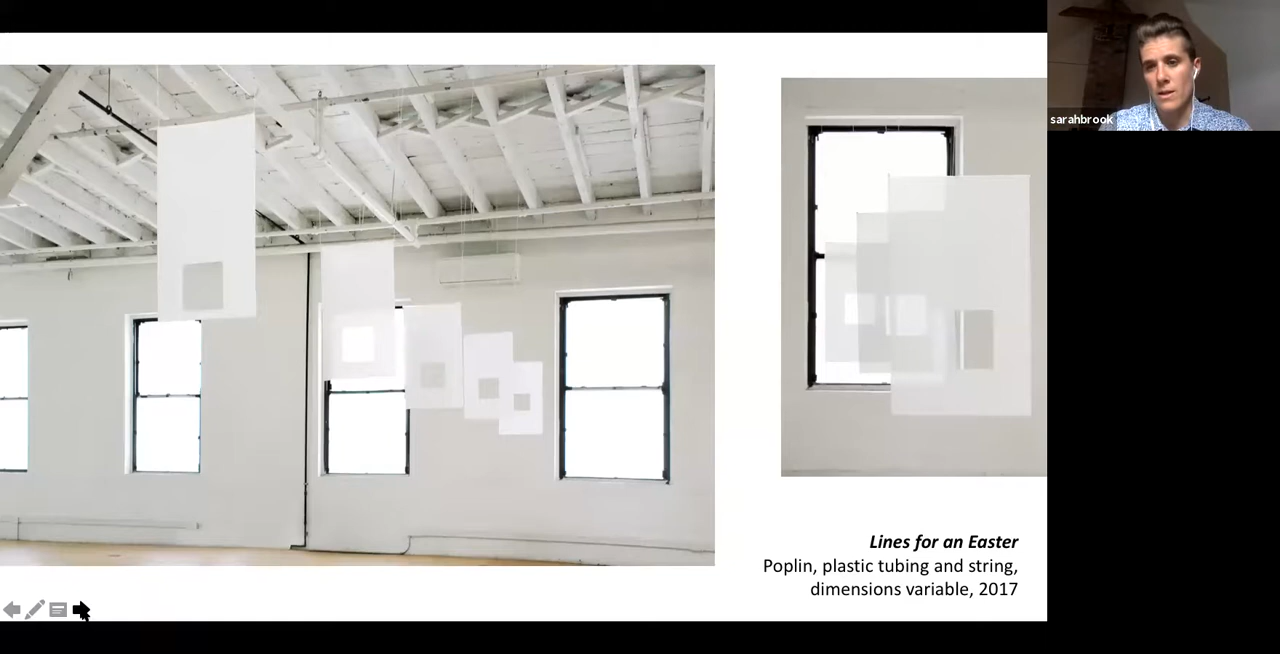 sarahbrook
Lines for an Easter
Poplin, plastic tubing and string,
dimensions variable, 2017